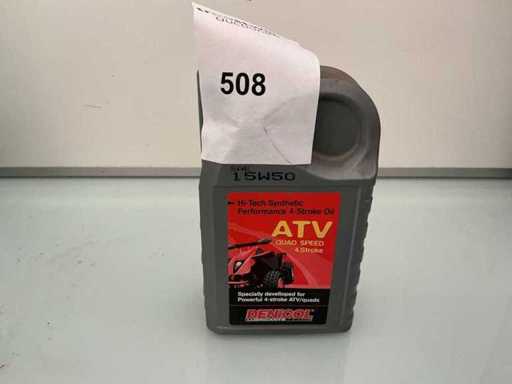 508
SAE
15W50
Hi-Tech Synthetic
Performance 4-Stroke Oil
ATV
QUAD SPEED
4 Stroke
Specially developed for
Powerful 4-stroke ATV/quads
DENICOL